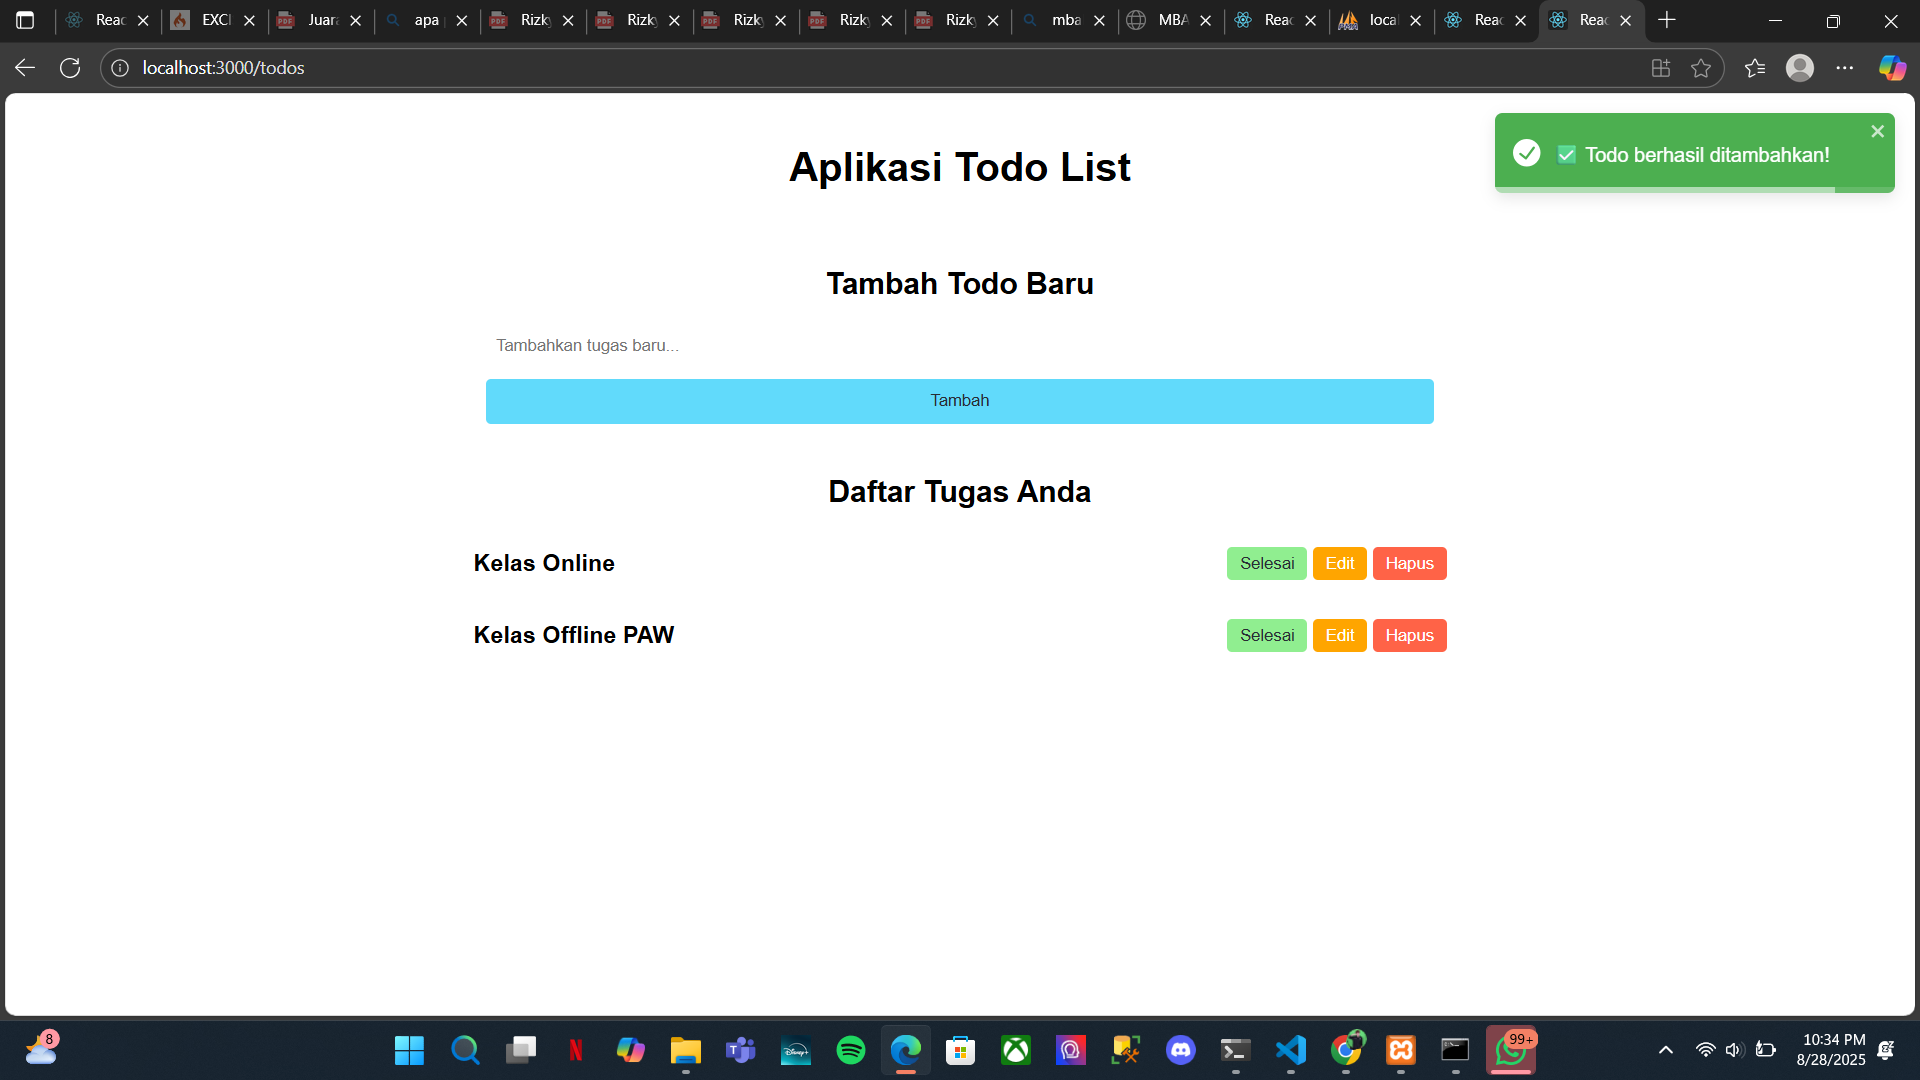 Reac
EXCI
Juara
apa
Rizky
Rizky
Rizky
Rizky
Rizky
mba
MBA
Reac
local
Reac
Reac
localhost:3000/todos
Aplikasi Todo List
Todo berhasil ditambahkan!
Tambah Todo Baru
Tambahkan tugas baru...
Tambah
Daftar Tugas Anda
Kelas Online
Selesai Edit Hapus
Kelas Offline PAW
Selesai Edit Hapus
8
99+
10:34 PM
8/28/2025